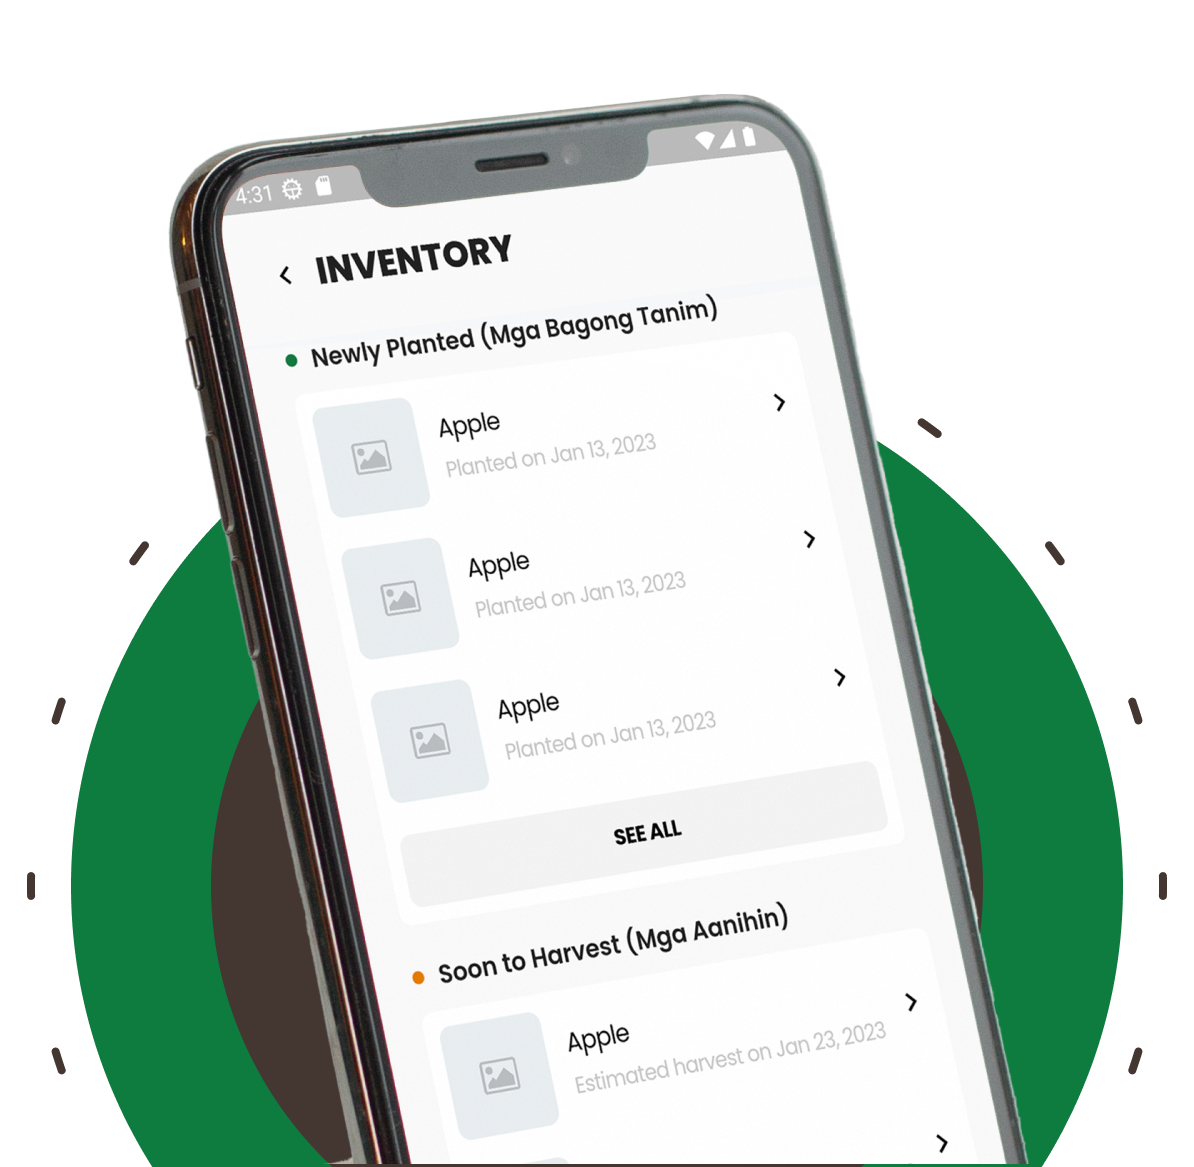 4:31
INVENTORY
Newly Planted (Mga Bagong Tanim)
Apple
Planted on Jan 13, 2023
Apple
Planted on Jan 13, 2023
Apple
Planted on Jan 13, 2023
SEE ALL
Soon to Harvest (Mga Aanihin)
Apple
Estimated harvest on Jan 23, 2023